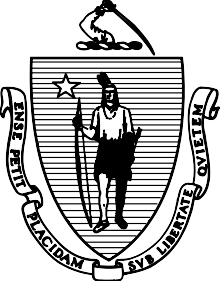 ENSE PETIT
PLACIDAM
SVB LIBERTATE
QVIETEM